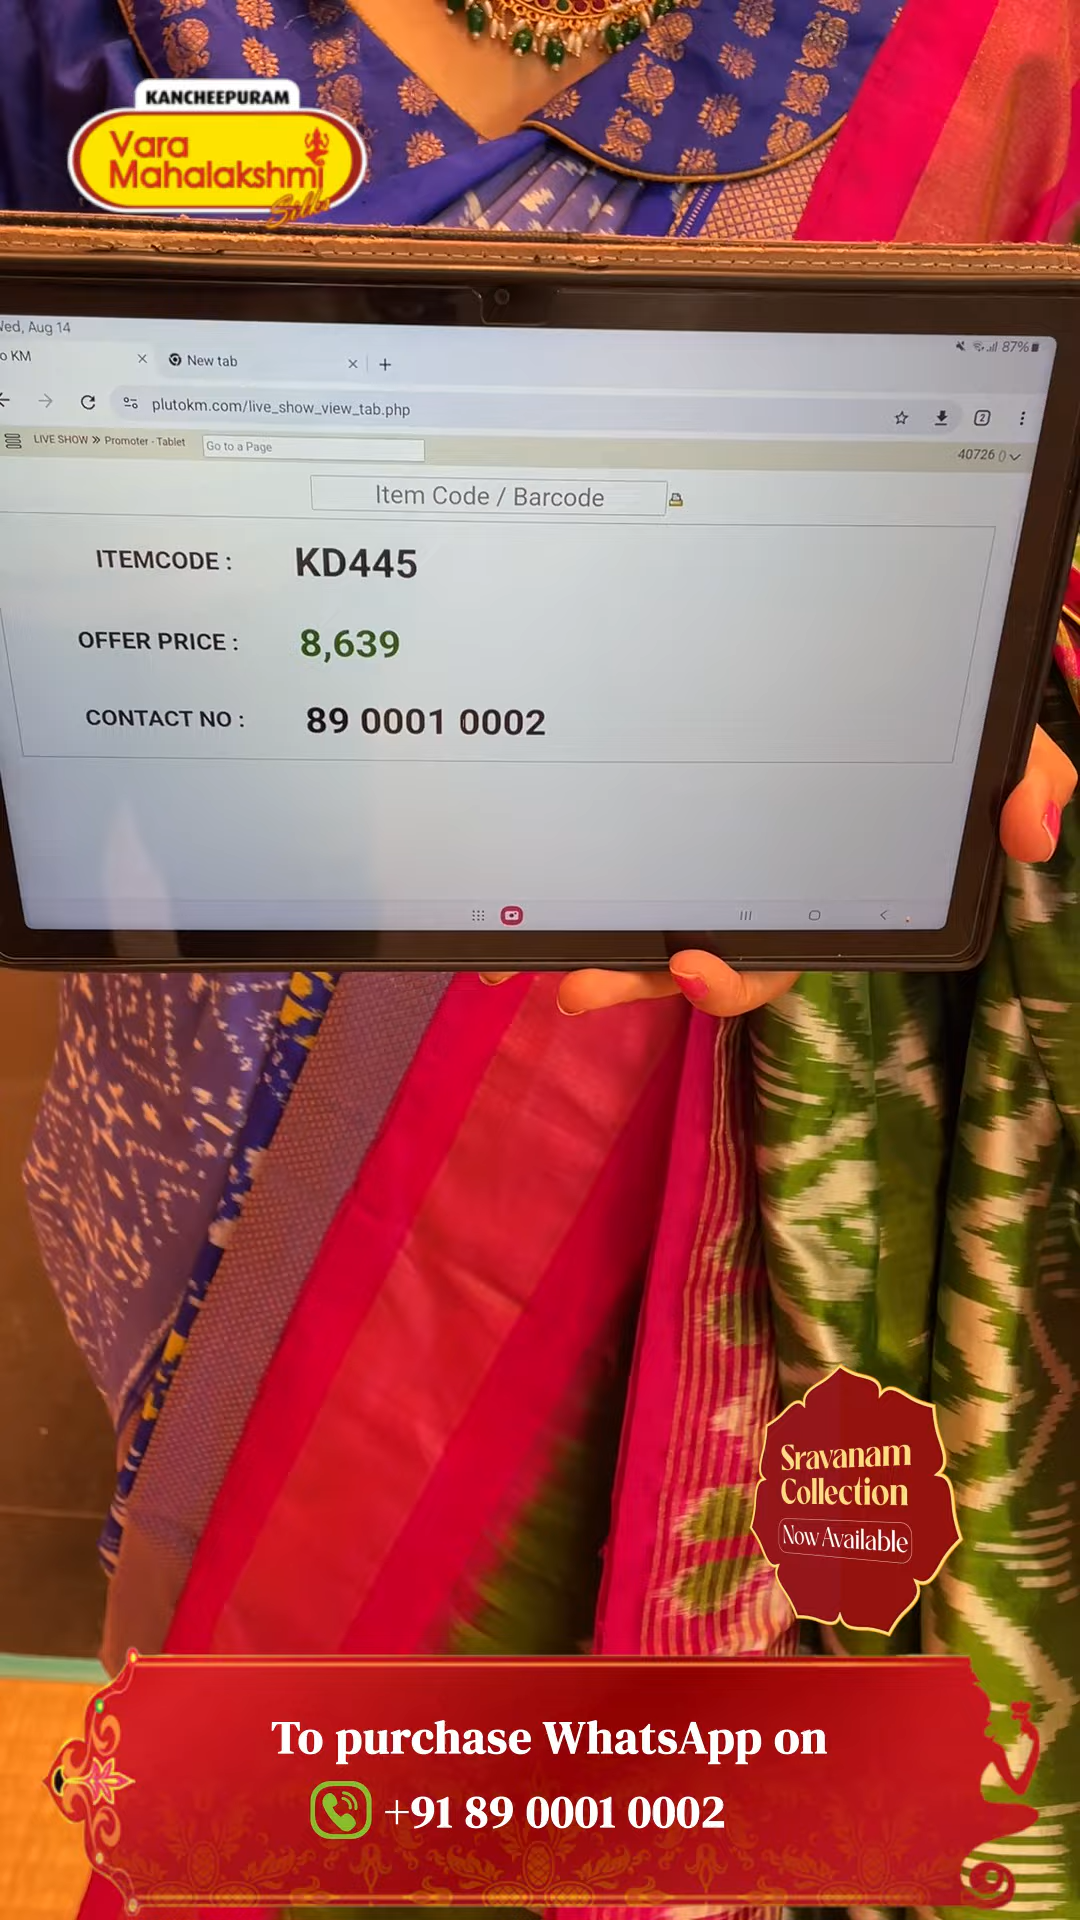 KANCHEEPURAM
Vara
Mahalakshmi
Silks
Wed, Aug 14
87%
o KM
New tab
plutokm.com/live_show_view_tab.php
2
LIVE SHOW » Promoter - Tablet
Go to a Page
40726 ()
Item Code / Barcode
ITEMCODE : KD445
OFFER PRICE : 8,639
CONTACT NO : 89 0001 0002
Sravanam
Collection
Now Available
To purchase WhatsApp on
+91 89 0001 0002